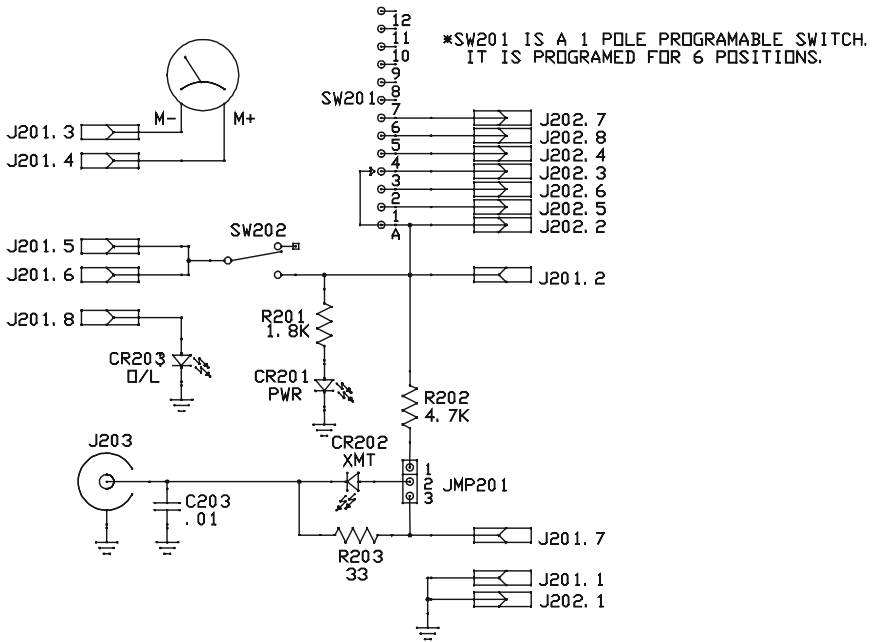 12
11
10
9
8
7
6
5
4
3
2
1
A
*SW201 IS A 1 POLE PROGRAMABLE SWITCH.
IT IS PROGRAMED FOR 6 POSITIONS.
SW201
M-
M+
J201.3
J201.4
J202.7
J202.8
J202.4
J202.3
J202.6
J202.5
J202.2
SW202
J201.5
J201.6
J201.2
J201.8
R201
1.8K
CR203
O/L
CR201
PWR
R202
4.7K
J203
CR202
XMT
1
2
3
JMP201
C203
.01
R203
33
J201.7
J201.1
J202.1